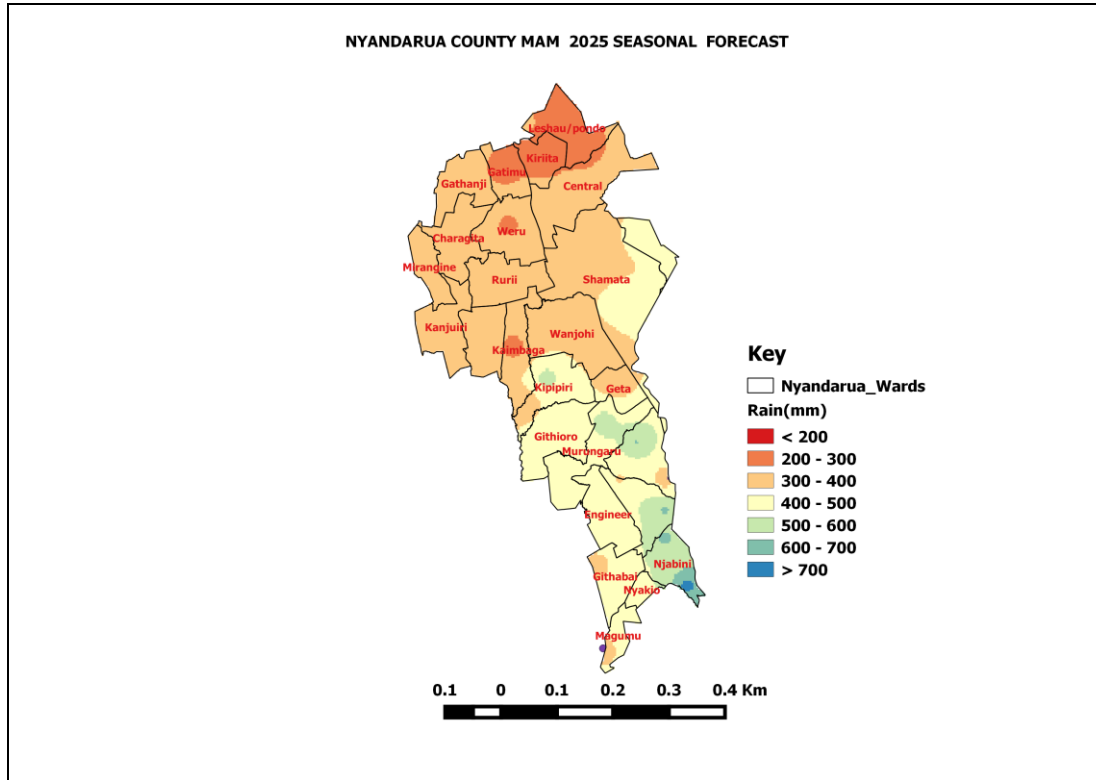 NYANDARUA COUNTY MAM 2025 SEASONAL FORECAST
Leshau/pondo
Kiriita
Gatimu
Gathanji
Central
Weru
Charagita
Mirangine
Rurii
Shamata
Kanjuiri
Wanjohi
Kaimbaga
Kipipiri
Geta
Githioro
Murungaru
Engineer
Njabini
Githabai
Nyakio
Magumu
Key
Nyandarua_Wards
Rain(mm)
< 200
200 - 300
300 - 400
400 - 500
500 - 600
600 - 700
> 700
0.1 0 0.1 0.2 0.3 0.4 Km